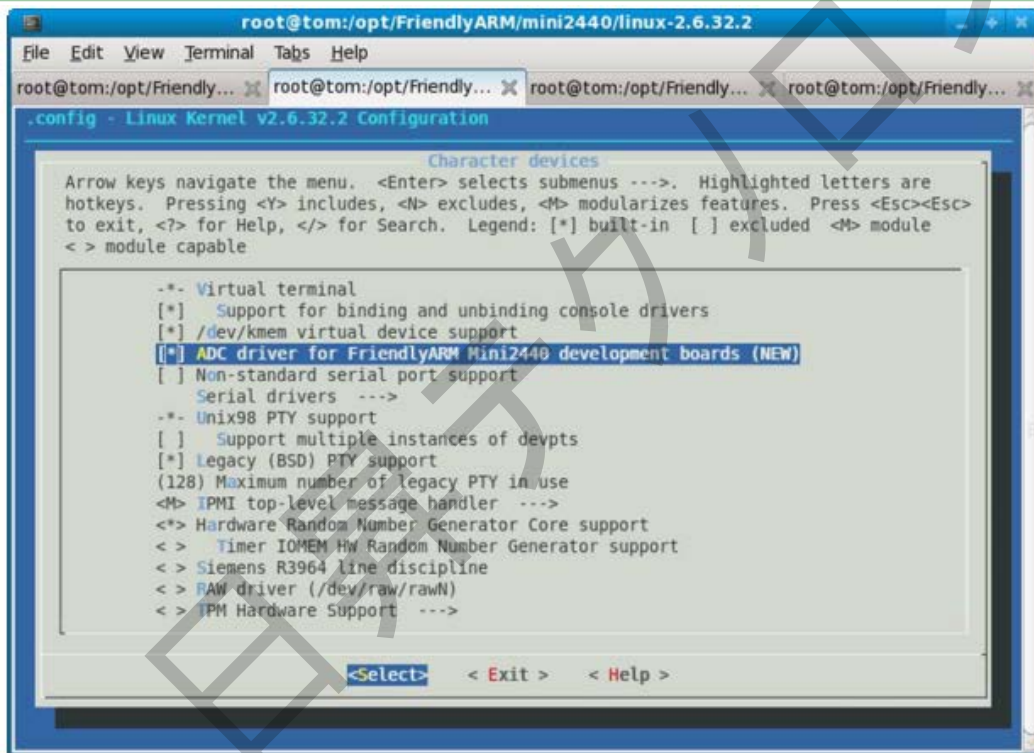 root@tom:/opt/FriendlyARM/mini2440/linux-2.6.32.2
File Edit View Terminal Tabs Help
root@tom:/opt/Friendly... root@tom:/opt/Friendly... root@tom:/opt/Friendly... root@tom:/opt/Friendly...
.config - Linux Kernel v2.6.32.2 Configuration
Character devices
Arrow keys navigate the menu. <Enter> selects submenus --->. Highlighted letters are
hotkeys. Pressing <Y> includes, <N> excludes, <M> modularizes features. Press <Esc><Esc>
to exit, <?> for Help, </> for Search. Legend: [*] built-in [ ] excluded <M> module
< > module capable
-*- Virtual terminal
[*] Support for binding and unbinding console drivers
[*] /dev/kmem virtual device support
[*] ADC driver for FriendlyARM Mini2440 development boards (NEW)
[ ] Non-standard serial port support
Serial drivers --->
-*- Unix98 PTY support
[ ] Support multiple instances of devpts
[*] Legacy (BSD) PTY support
(128) Maximum number of legacy PTY in use
<M> IPMI top-level message handler --->
<*> Hardware Random Number Generator Core support
< > Timer IOMEM HW Random Number Generator support
< > Siemens R3964 line discipline
< > RAW driver (/dev/raw/rawN)
< > TPM Hardware Support --->
<Select> < Exit > < Help >
日昇テクノロ